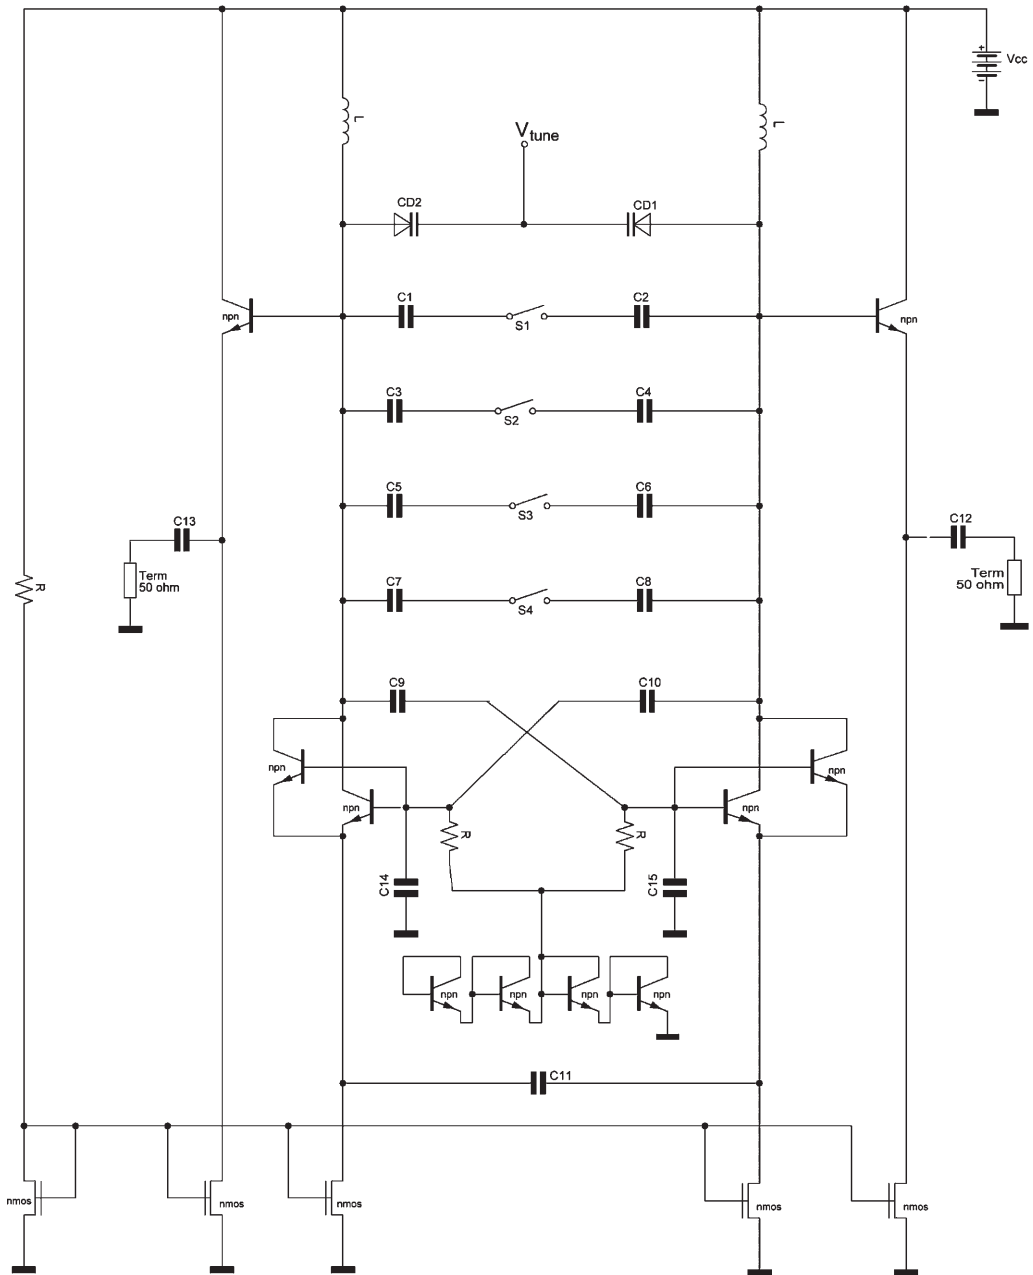 +
Vcc
-
L
L
Vtune
CD2
CD1
C1
C2
npn
S1
npn
C3
C4
S2
C5
C6
S3
C13
C12
Term
50 ohm
Term
50 ohm
R
C7
C8
S4
C9
C10
npn
npn
npn
npn
R
R
C14
C15
npn
npn
npn
npn
C11
nmos
nmos
nmos
nmos
nmos